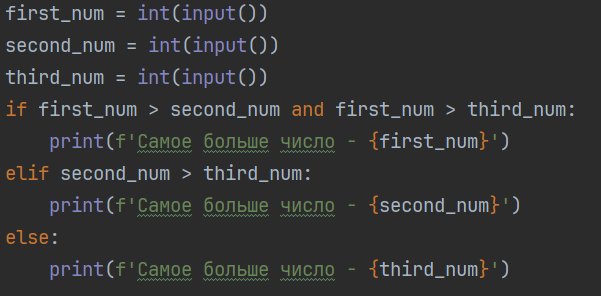 first_num = int(input())
second_num = int(input())
third_num = int(input())
if first_num > second_num and first_num > third_num:
    print(f'Самое больше число - {first_num}')
elif second_num > third_num:
    print(f'Самое больше число - {second_num}')
else:
    print(f'Самое больше число - {third_num}')